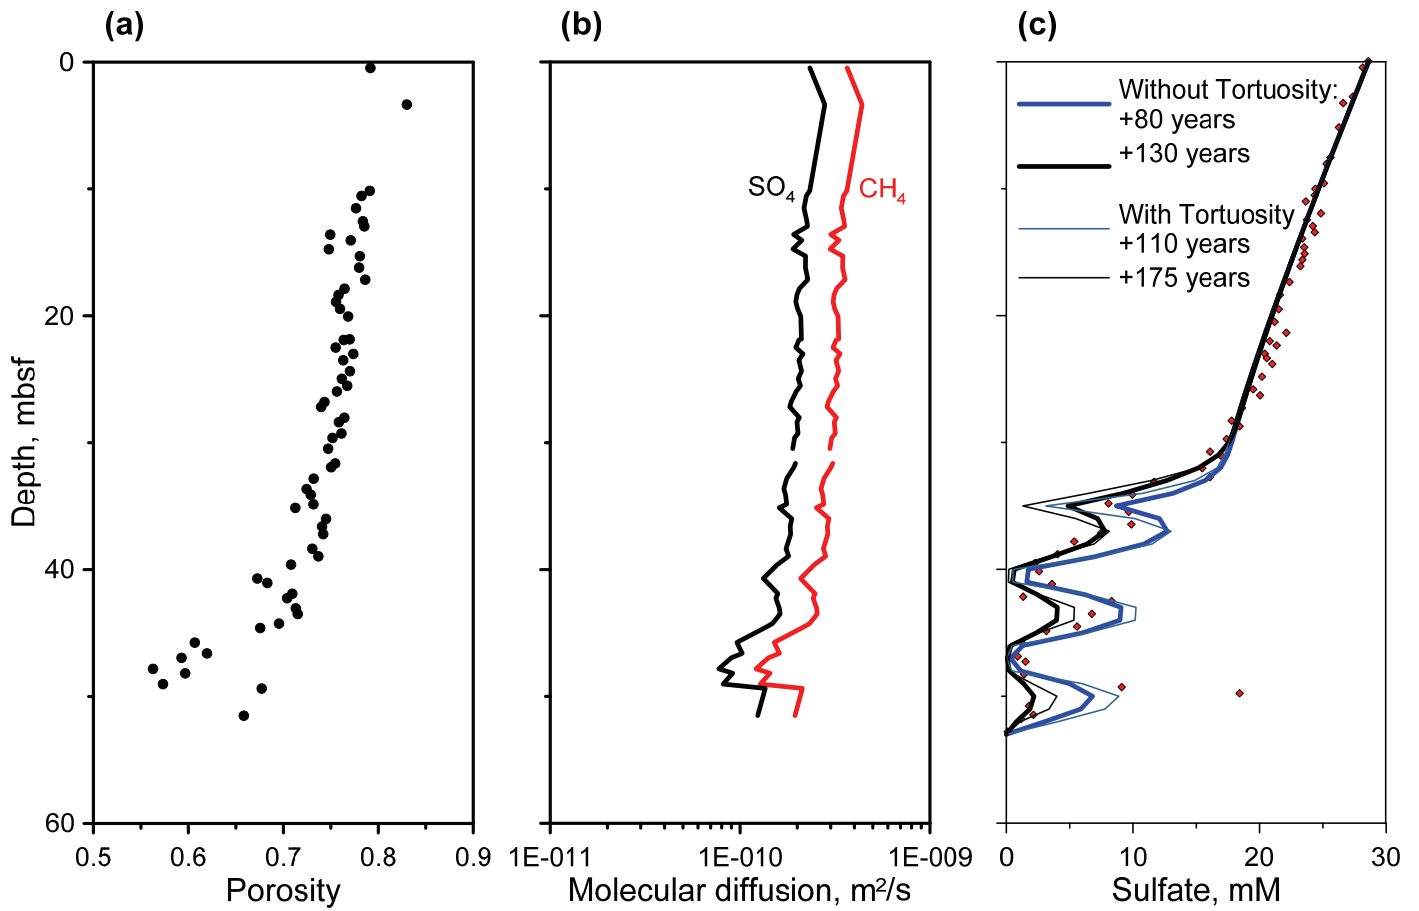 (a)
(b)
(c)
0
20
40
60
Depth, mbsf
0.5 0.6 0.7 0.8 0.9
Porosity
SO4
CH4
1E-011 1E-010 1E-009
Molecular diffusion, m²/s
Without Tortuosity:
+80 years
+130 years
With Tortuosity
+110 years
+175 years
0 10 20 30
Sulfate, mM